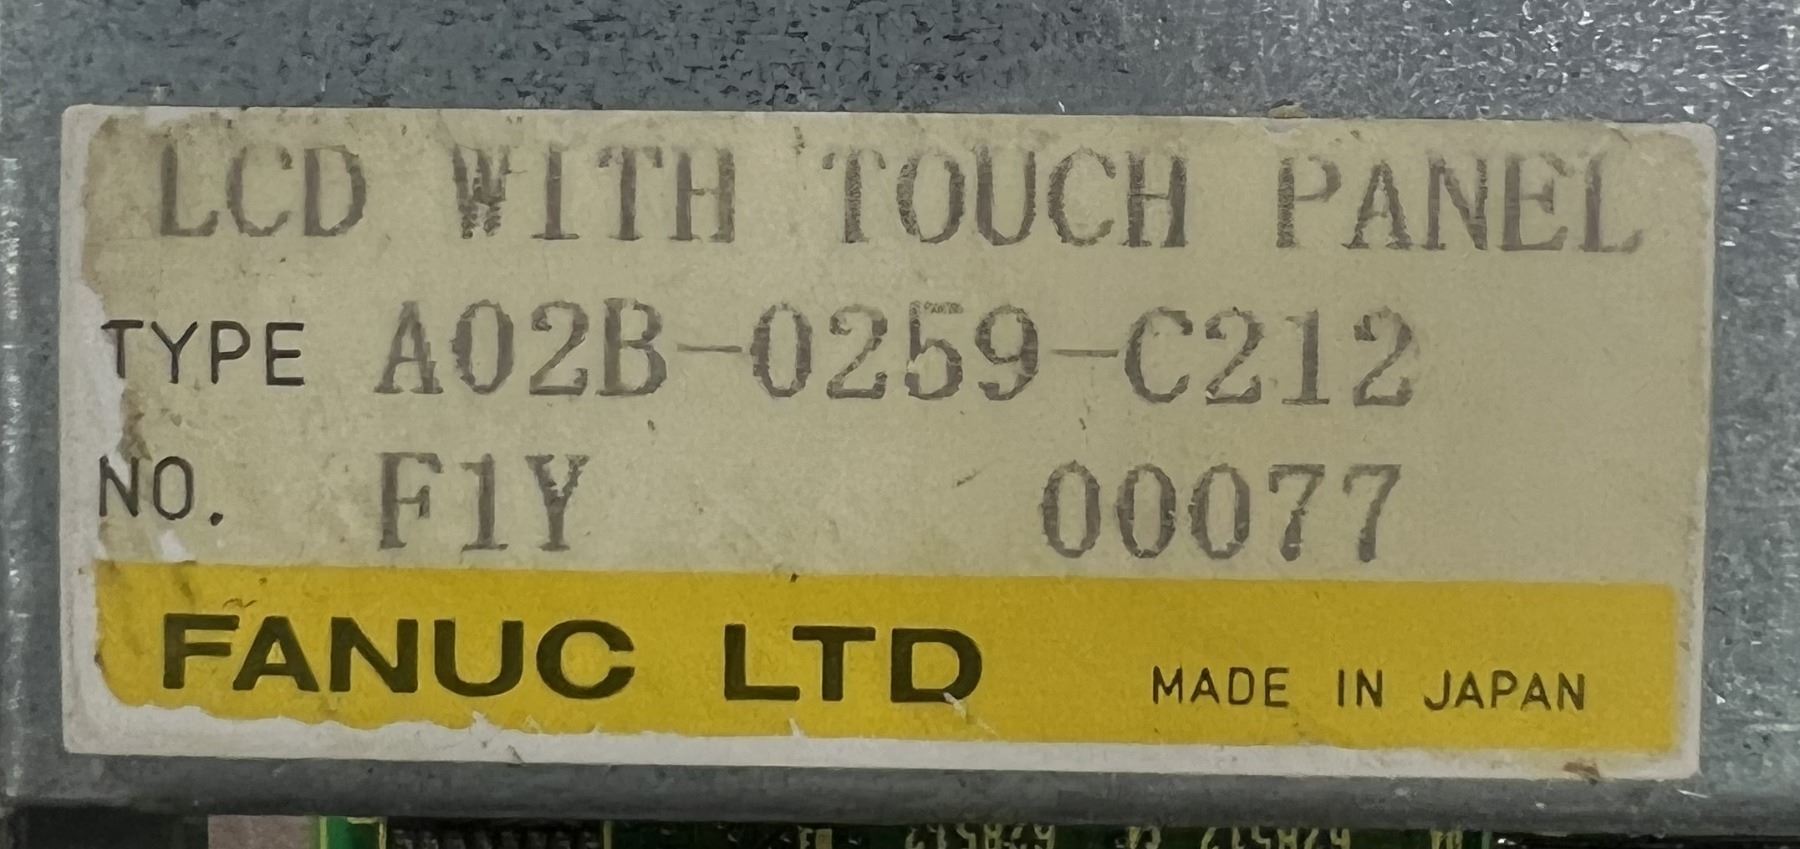 LCD WITH TOUCH PANEL
TYPE A02B-0259-C212
NO. F1Y 00077
FANUC LTD MADE IN JAPAN